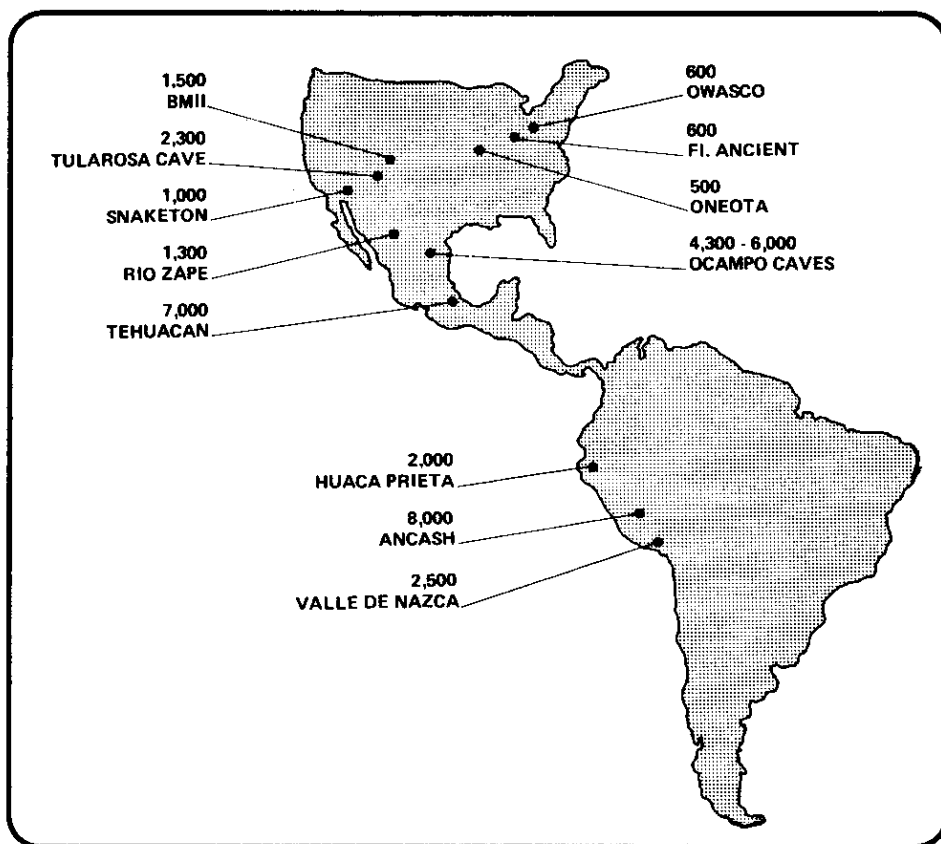 1,500
BMII
2,300
TULAROSA CAVE
1,000
SNAKETON
1,300
RIO ZAPE
7,000
TEHUACAN
600
OWASCO
600
FI. ANCIENT
500
ONEOTA
4,300 - 6,000
OCAMPO CAVES
2,000
HUACA PRIETA
8,000
ANCASH
2,500
VALLE DE NAZCA